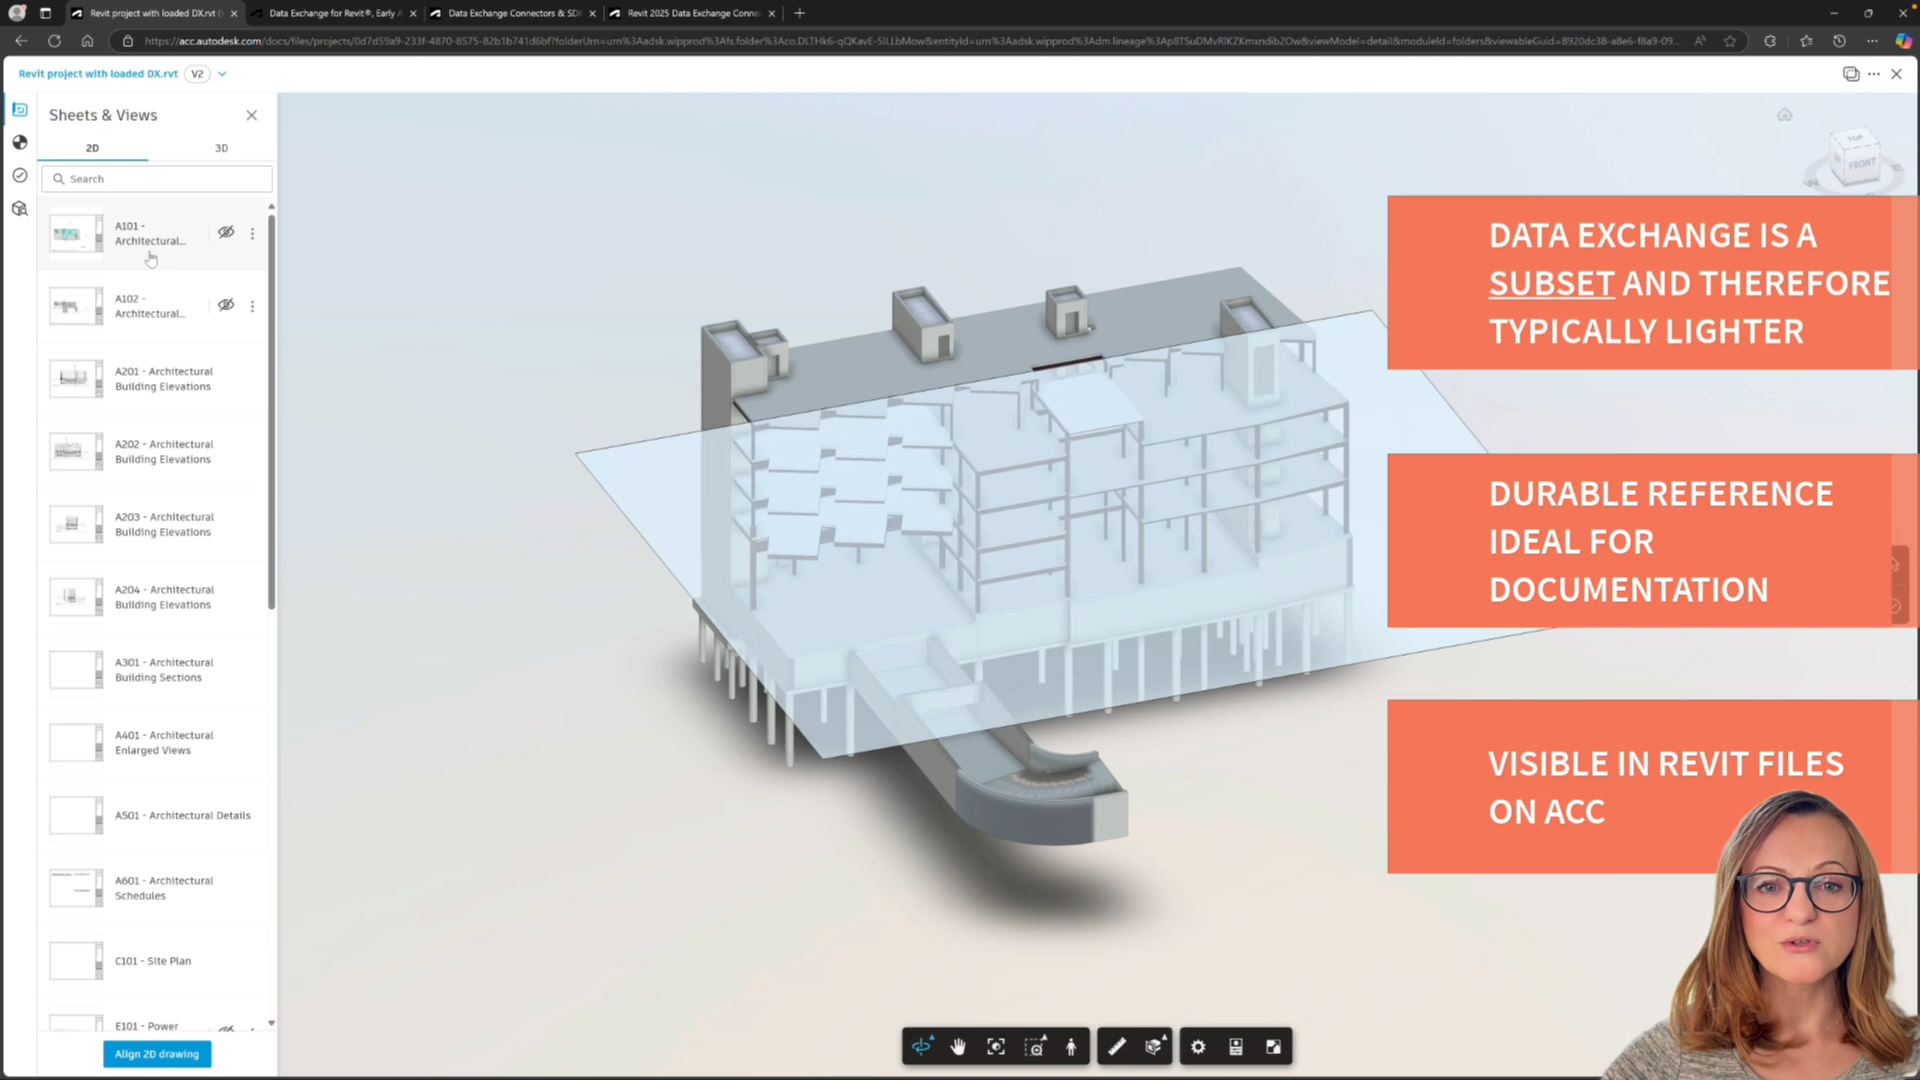 Revit project with loaded DX.rvt
Data Exchange for Revit®, Early A
Data Exchange Connectors & SDK
Revit 2025 Data Exchange Conne
Revit project with loaded DX.rvt V2
Sheets & Views
2D 3D
Search
A101 -
Architectural...
A102 -
Architectural...
A201 - Architectural
Building Elevations
A202 - Architectural
Building Elevations
A203 - Architectural
Building Elevations
A204 - Architectural
Building Elevations
A301 - Architectural
Building Sections
A401 - Architectural
Enlarged Views
A501 - Architectural Details
A601 - Architectural
Schedules
C101 - Site Plan
E101 - Power
Align 2D drawing
TOP
FRONT
DATA EXCHANGE IS A
SUBSET AND THEREFORE
TYPICALLY LIGHTER
DURABLE REFERENCE
IDEAL FOR
DOCUMENTATION
VISIBLE IN REVIT FILES
ON ACC